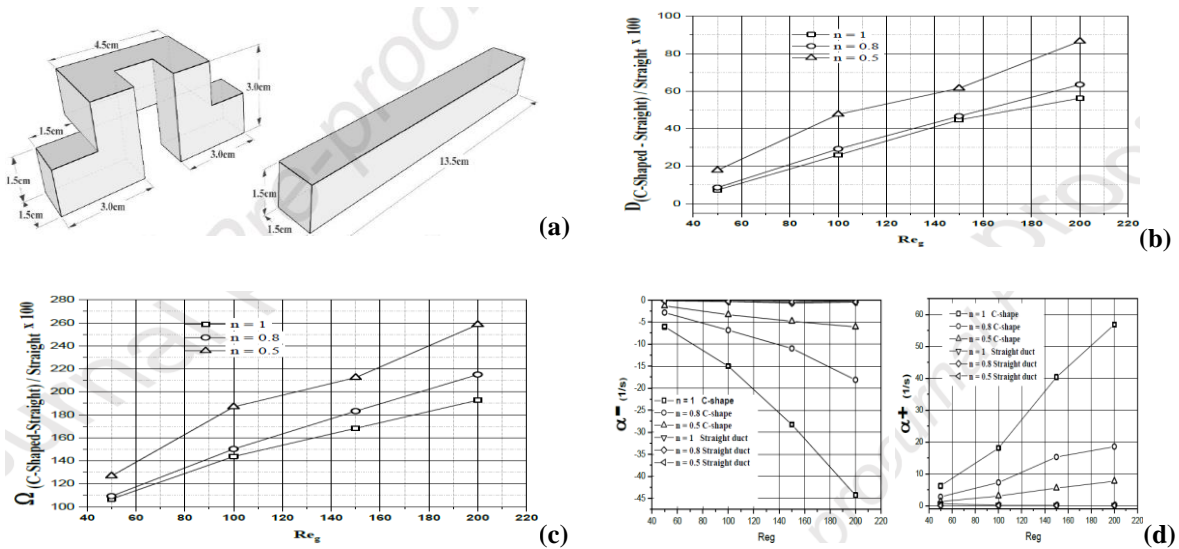 4.5cm
3.0cm
1.5cm
1.5cm
1.5cm
3.0cm
3.0cm
1.5cm
1.5cm
13.5cm
(a)
D(C-Shaped - Straight) / Straight x 100
100
80
60
40
20
0
n = 1
n = 0.8
n = 0.5
40 60 80 100 120 140 160 180 200 220
Reg
(b)
Ω(C-Shaped-Straight) / Straight x 100
280
260
240
220
200
180
160
140
120
100
n = 1
n = 0.8
n = 0.5
40 60 80 100 120 140 160 180 200 220
Reg
(c)
α- (1/s)
0
-5
-10
-15
-20
-25
-30
-35
-40
-45
n = 1 C-shape
n = 0.8 C-shape
n = 0.5 C-shape
n = 1 Straight duct
n = 0.8 Straight duct
n = 0.5 Straight duct
40 60 80 100 120 140 160 180 200 220
Reg
α+ (1/s)
60
50
40
30
20
10
0
n = 1 C-shape
n = 0.8 C-shape
n = 0.5 C-shape
n = 1 Straight duct
n = 0.8 Straight duct
n = 0.5 Straight duct
40 60 80 100 120 140 160 180 200 220
Reg
(d)